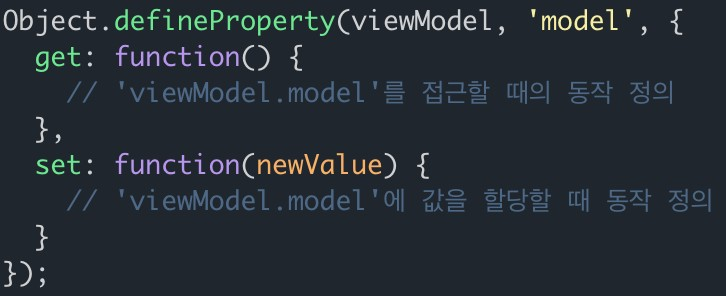 Object.defineProperty(viewModel, 'model', {
  get: function() {
    // 'viewModel.model'를 접근할 때의 동작 정의
  },
  set: function(newValue) {
    // 'viewModel.model'에 값을 할당할 때 동작 정의
  }
});